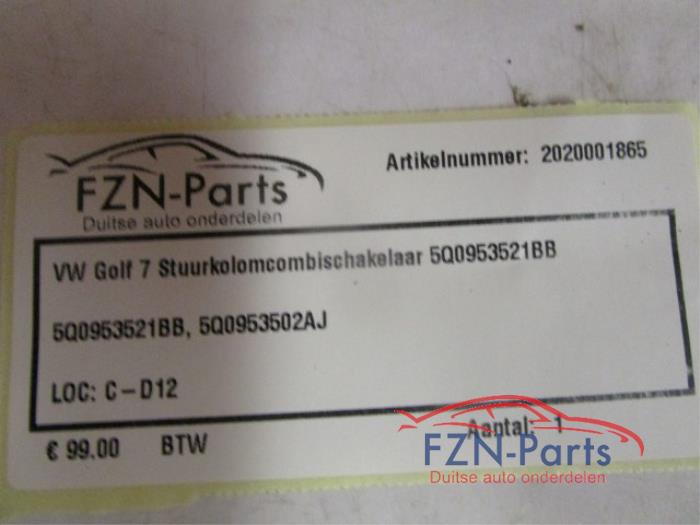 FZN-Parts
Duitse auto onderdelen
Artikelnummer: 2020001865
VW Golf 7 Stuurkolomcombischakelaar 5Q0953521BB
5Q0953521BB, 5Q0953502AJ
LOC: C-D12
€ 99.00 BTW
Aantal: 1
FZN-Parts
Duitse auto onderdelen